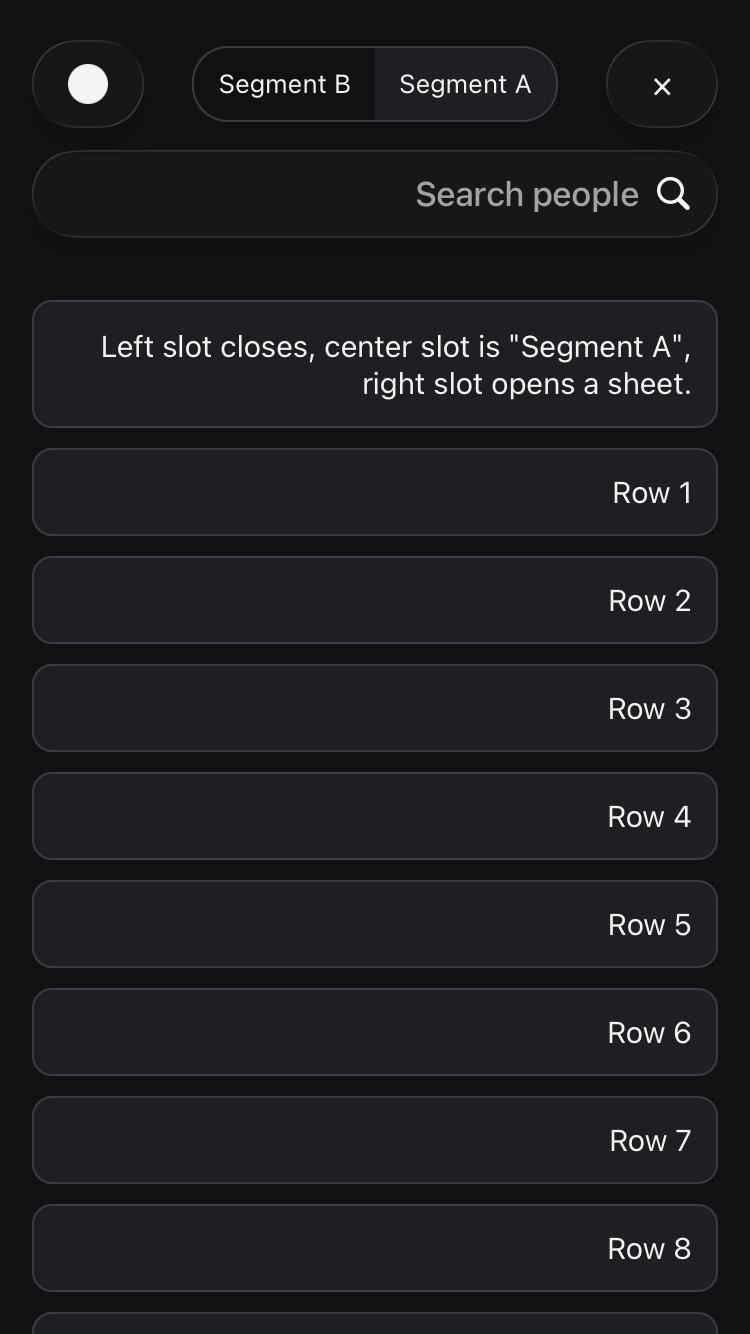 Segment B
Segment A
×
Search people
Left slot closes, center slot is "Segment A",
right slot opens a sheet.
Row 1
Row 2
Row 3
Row 4
Row 5
Row 6
Row 7
Row 8